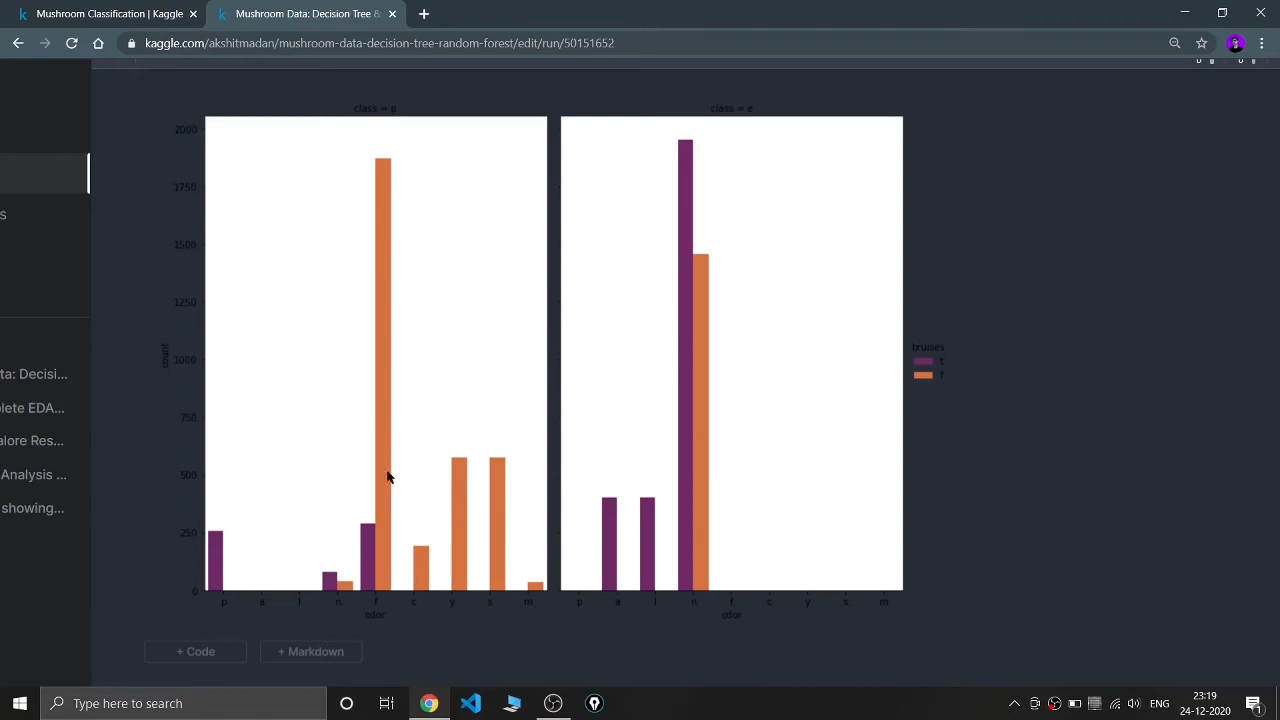 Mushroom Classification | Kaggle
Mushroom Data: Decision Tree &
kaggle.com/akshitmadan/mushroom-data-decision-tree-random-forest/edit/run/50151652
s
ta: Decisi...
plete EDA...
alore Res...
Analysis ...
showing...
class = p
class = e
2000
1750
1500
1250
1000
750
500
250
0
count
p a l n f c y s m
odor
p a l n f c y s m
odor
bruises
t
f
+ Code
+ Markdown
Type here to search
ENG
23:19
24-12-2020
1